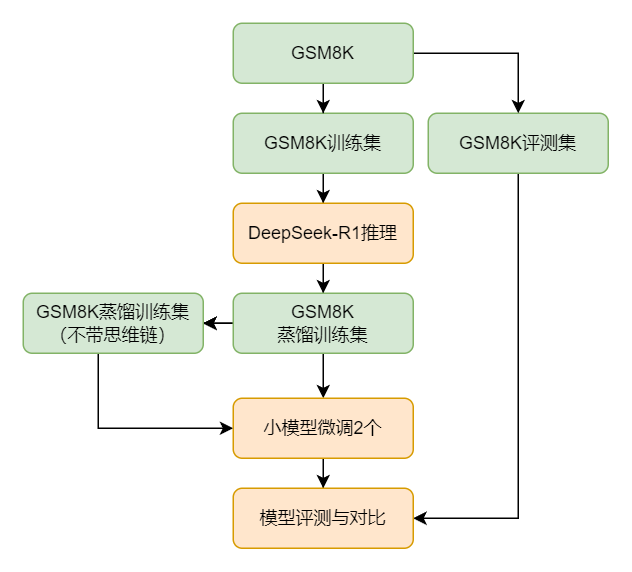 GSM8K
GSM8K训练集
GSM8K评测集
DeepSeek-R1推理
GSM8K蒸馏训练集
（不带思维链）
GSM8K
蒸馏训练集
小模型微调2个
模型评测与对比